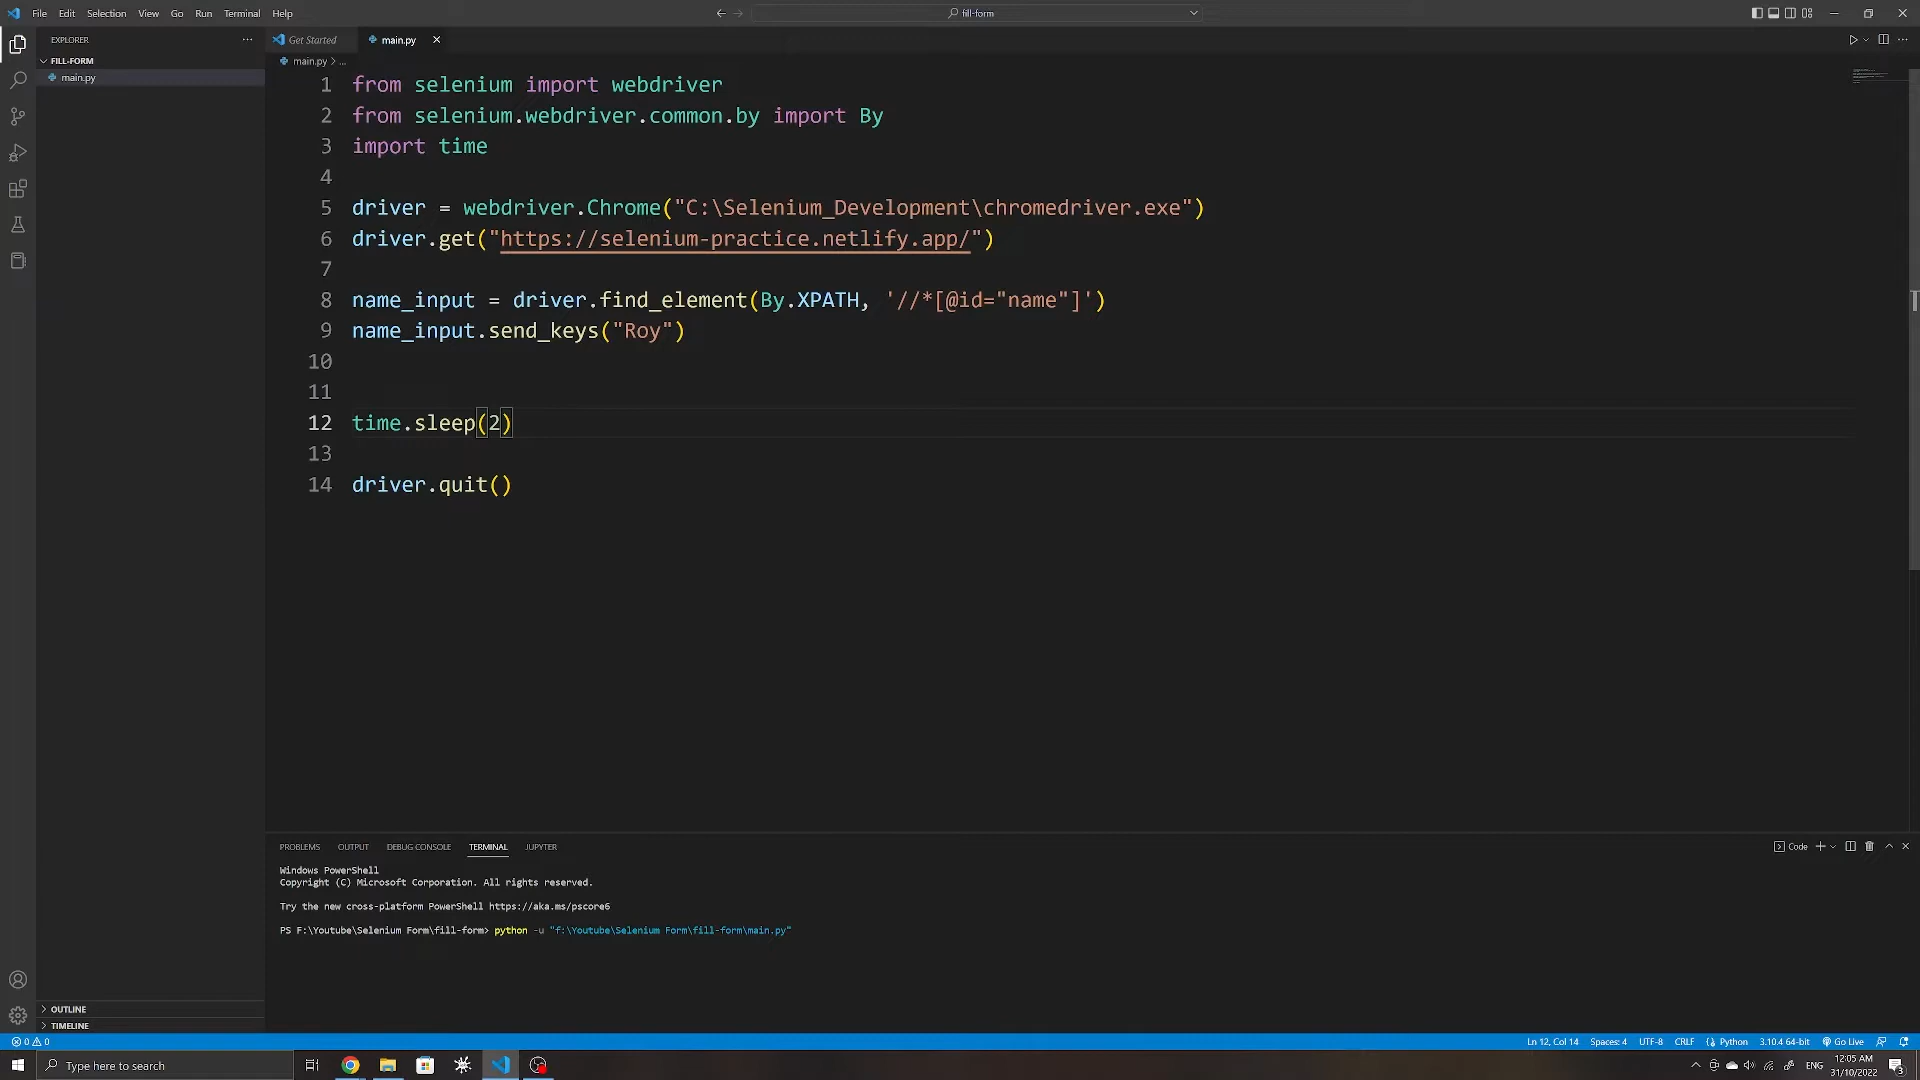 File Edit Selection View Go Run Terminal Help
fill-form
EXPLORER
FILL-FORM
main.py
Get Started
main.py
main.py > ...
1 from selenium import webdriver
2 from selenium.webdriver.common.by import By
3 import time
4
5 driver = webdriver.Chrome("C:\Selenium_Development\chromedriver.exe")
6 driver.get("https://selenium-practice.netlify.app/")
7
8 name_input = driver.find_element(By.XPATH, '//*[@id="name"]')
9 name_input.send_keys("Roy")
10
11
12 time.sleep(2)
13
14 driver.quit()
PROBLEMS OUTPUT DEBUG CONSOLE TERMINAL JUPYTER
Code
Windows PowerShell
Copyright (C) Microsoft Corporation. All rights reserved.
Try the new cross-platform PowerShell https://aka.ms/pscore6
PS F:\Youtube\Selenium Form\fill-form> python -u "f:\Youtube\Selenium Form\fill-form\main.py"
OUTLINE
TIMELINE
0 0
Ln 12, Col 14 Spaces: 4 UTF-8 CRLF Python 3.10.4 64-bit Go Live
Type here to search
ENG
12:05 AM
31/10/2022
3